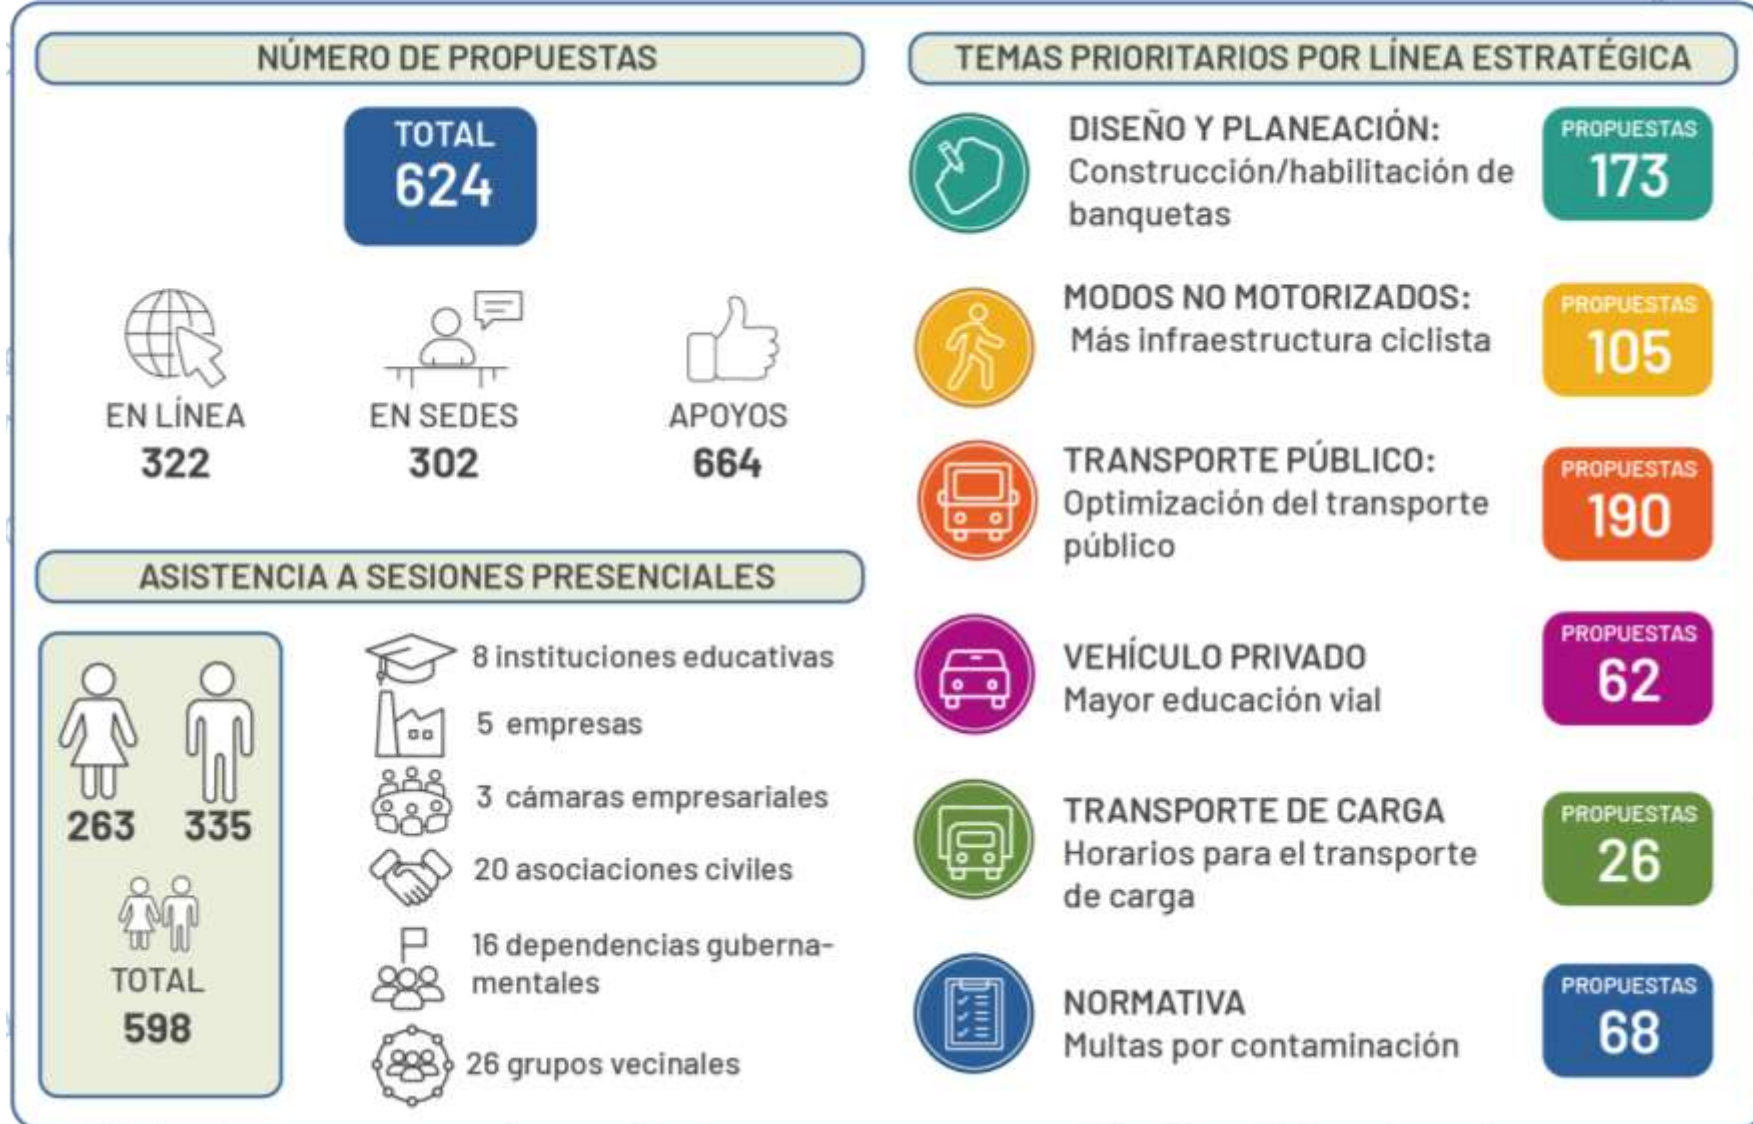 NÚMERO DE PROPUESTAS
TOTAL
624
EN LÍNEA
322
EN SEDES
302
APOYOS
664
ASISTENCIA A SESIONES PRESENCIALES
263
335
TOTAL
598
8 instituciones educativas
5 empresas
3 cámaras empresariales
20 asociaciones civiles
16 dependencias guberna-
mentales
26 grupos vecinales
TEMAS PRIORITARIOS POR LÍNEA ESTRATÉGICA
DISEÑO Y PLANEACIÓN:
Construcción/habilitación de
banquetas
PROPUESTAS
173
MODOS NO MOTORIZADOS:
Más infraestructura ciclista
PROPUESTAS
105
TRANSPORTE PÚBLICO:
Optimización del transporte
público
PROPUESTAS
190
VEHÍCULO PRIVADO
Mayor educación vial
PROPUESTAS
62
TRANSPORTE DE CARGA
Horarios para el transporte
de carga
PROPUESTAS
26
NORMATIVA
Multas por contaminación
PROPUESTAS
68